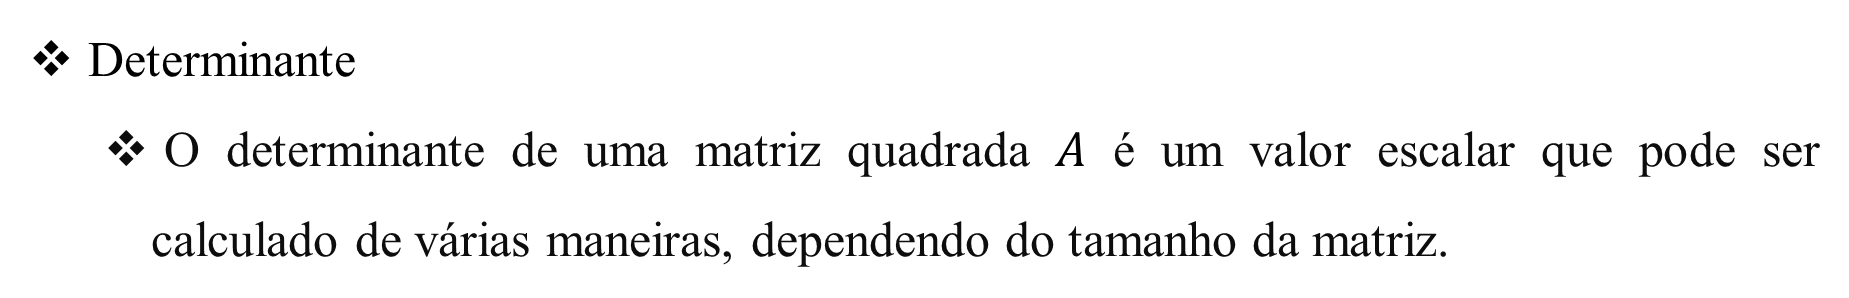 ❖ Determinante
❖ O determinante de uma matriz quadrada A é um valor escalar que pode ser
calculado de várias maneiras, dependendo do tamanho da matriz.